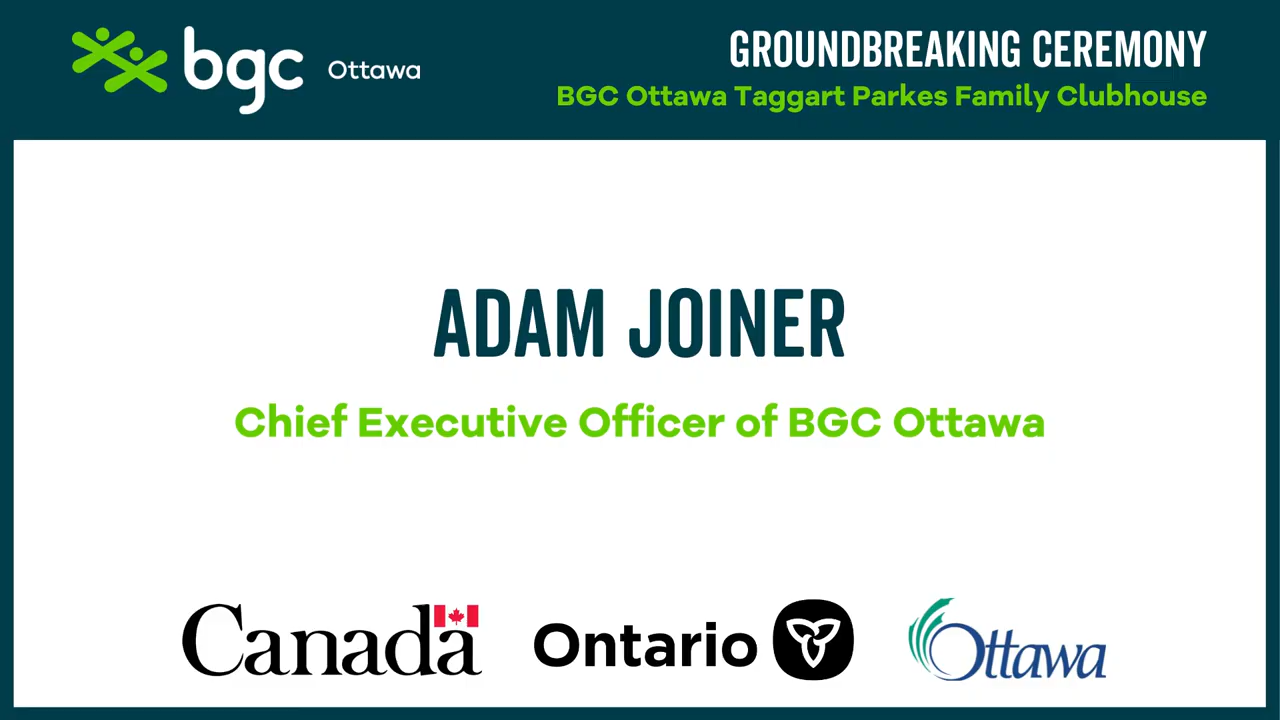 bgc Ottawa
GROUNDBREAKING CEREMONY
BGC Ottawa Taggart Parkes Family Clubhouse
ADAM JOINER
Chief Executive Officer of BGC Ottawa
Canada
Ontario
Ottawa